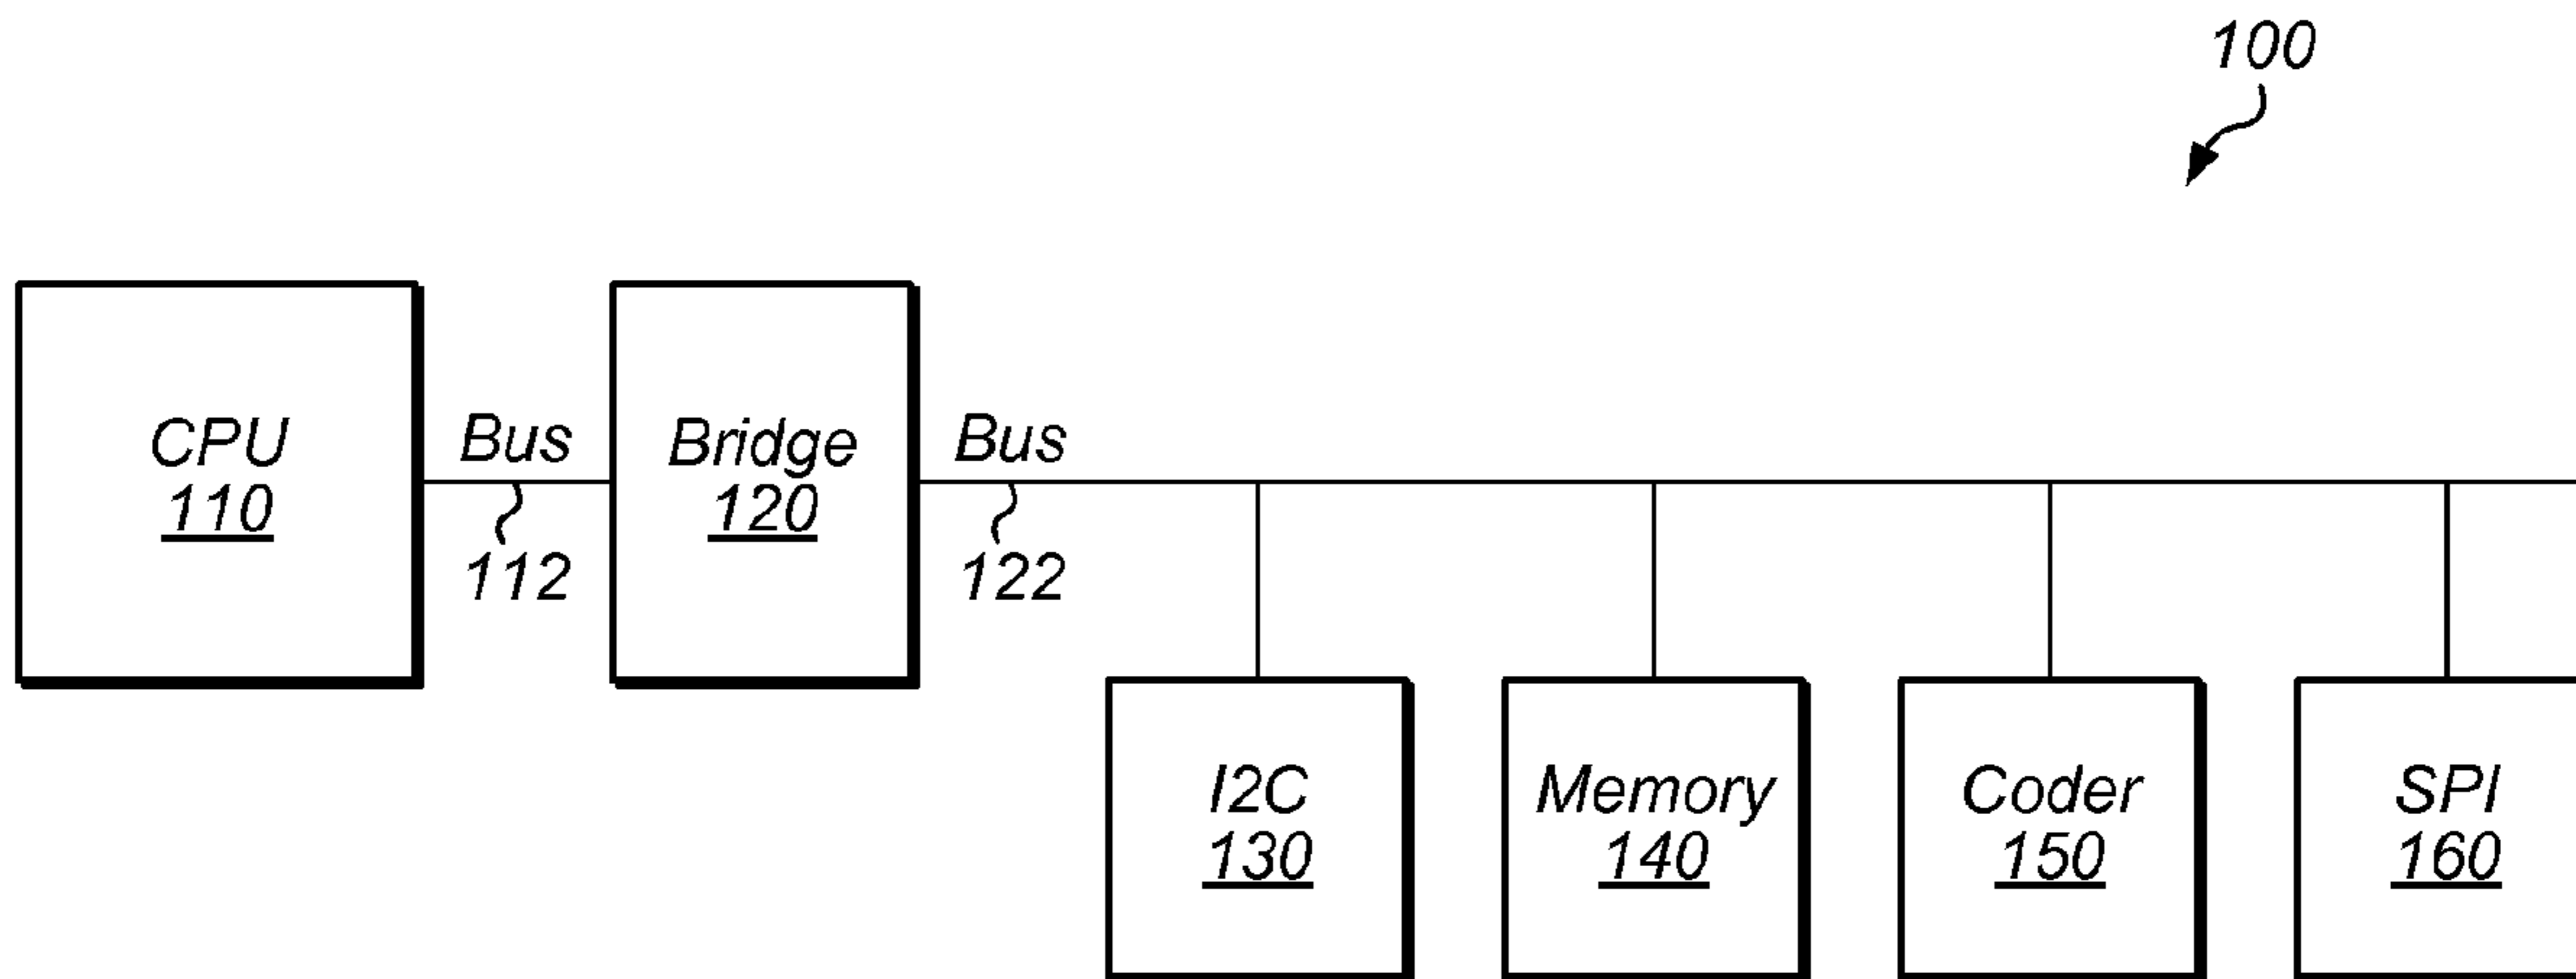 100
CPU
110
Bus
112
Bridge
120
Bus
122
I2C
130
Memory
140
Coder
150
SPI
160